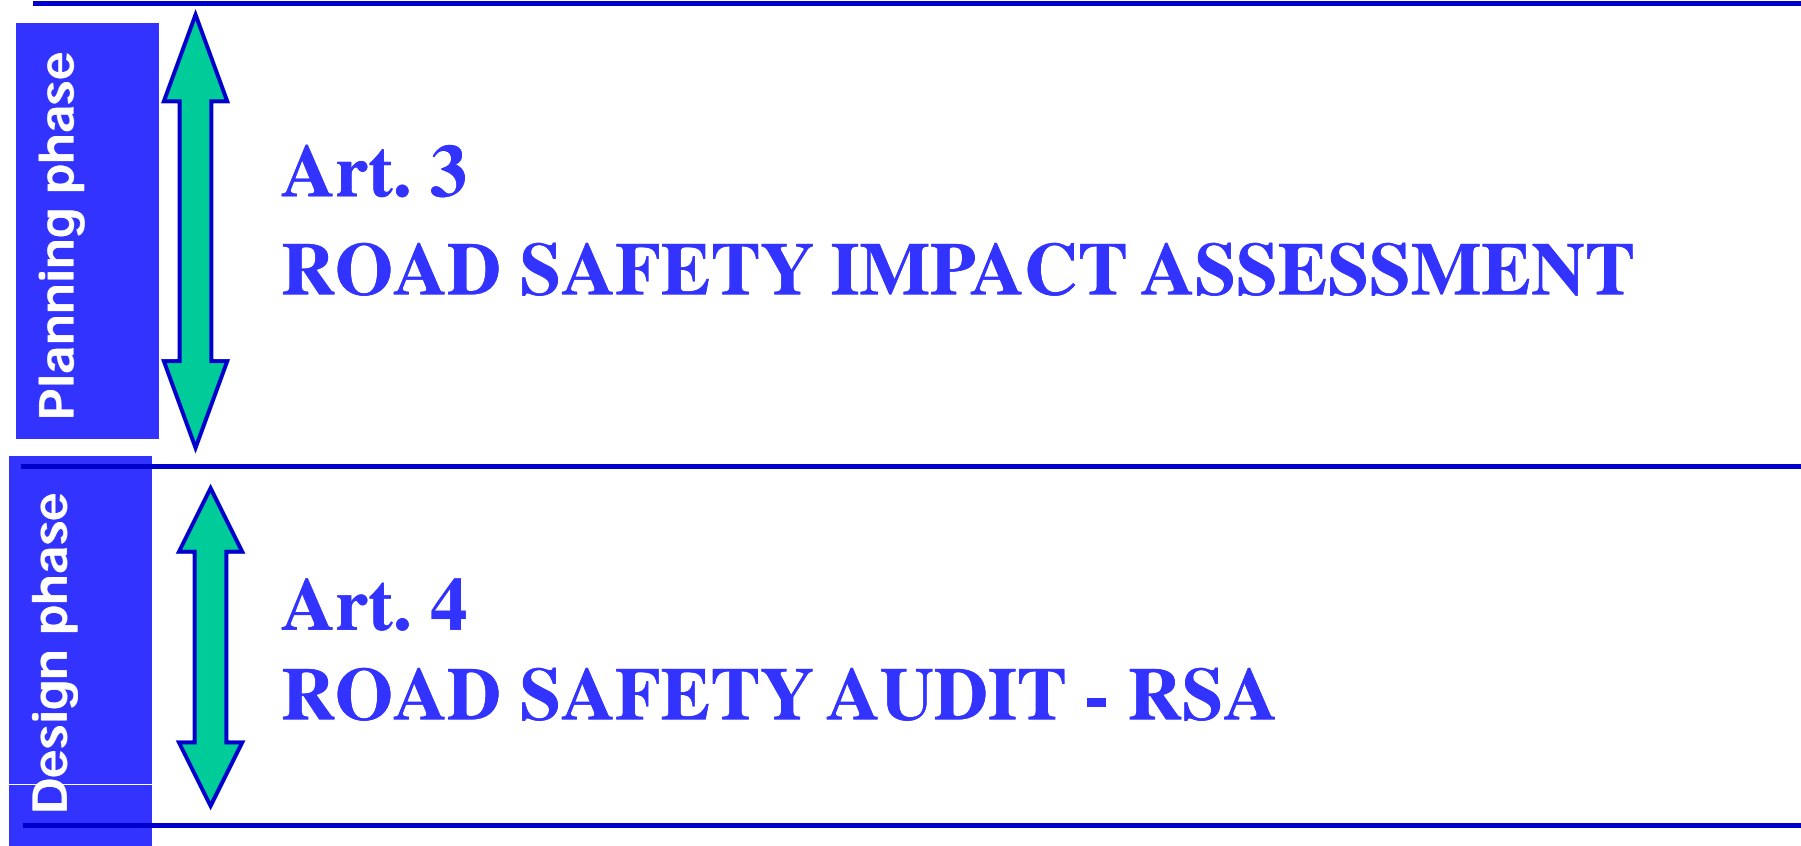 Planning phase
Art. 3
ROAD SAFETY IMPACT ASSESSMENT
Design phase
Art. 4
ROAD SAFETY AUDIT - RSA